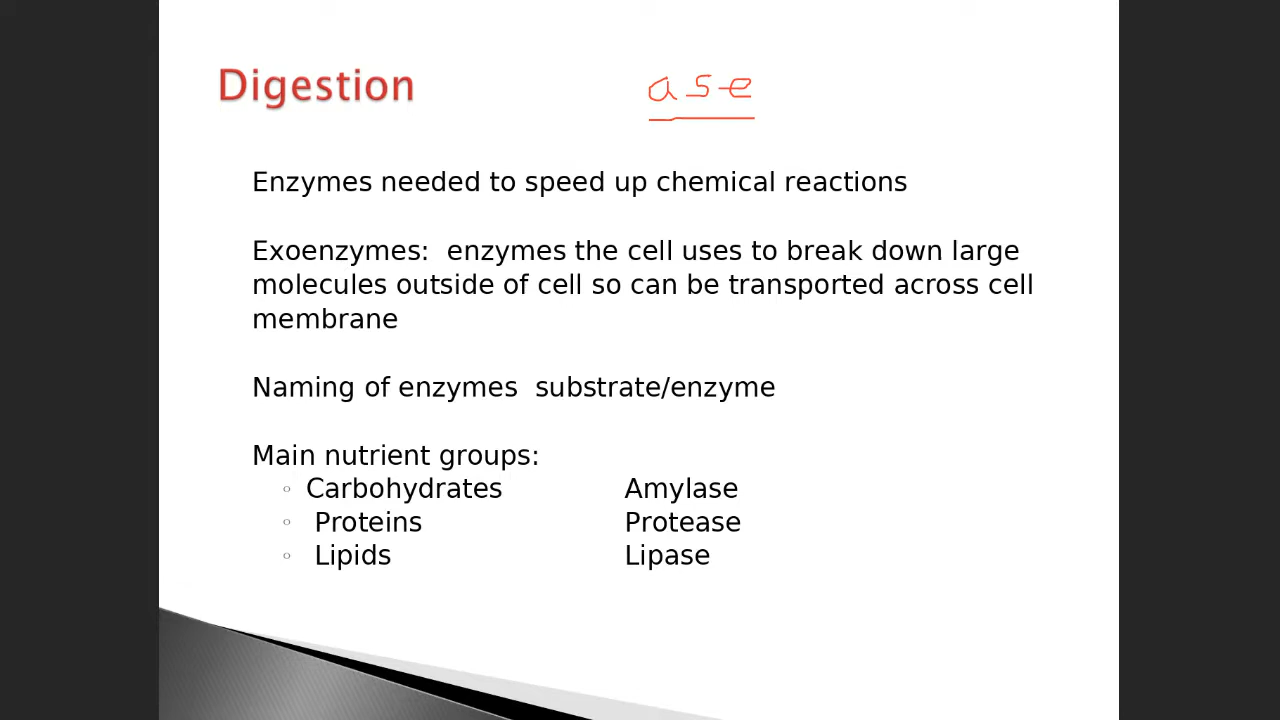 Digestion
ase
Enzymes needed to speed up chemical reactions
Exoenzymes:  enzymes the cell uses to break down large
molecules outside of cell so can be transported across cell
membrane
Naming of enzymes  substrate/enzyme
Main nutrient groups:
◦ Carbohydrates Amylase
◦ Proteins Protease
◦ Lipids Lipase